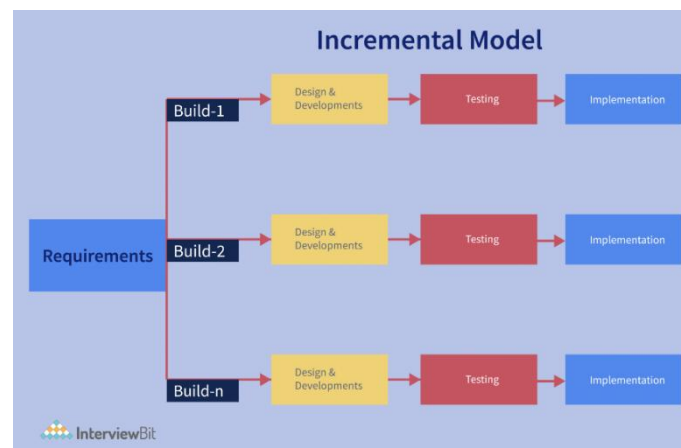 Incremental Model
Build-1
Design &
Developments
Testing
Implementation
Requirements
Build-2
Design &
Developments
Testing
Implementation
Build-n
Design &
Developments
Testing
Implementation
InterviewBit